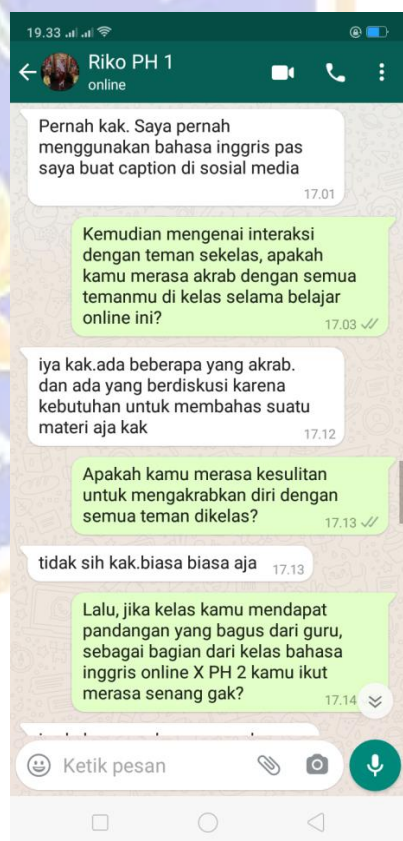 19.33
Riko PH 1
online
Pernah kak. Saya pernah
menggunakan bahasa inggris pas
saya buat caption di sosial media
17.01
Kemudian mengenai interaksi
dengan teman sekelas, apakah
kamu merasa akrab dengan semua
temanmu di kelas selama belajar
online ini?
17.03
iya kak.ada beberapa yang akrab.
dan ada yang berdiskusi karena
kebutuhan untuk membahas suatu
materi aja kak
17.12
Apakah kamu merasa kesulitan
untuk mengakrabkan diri dengan
semua teman dikelas?
17.13
tidak sih kak.biasa biasa aja 17.13
Lalu, jika kelas kamu mendapat
pandangan yang bagus dari guru,
sebagai bagian dari kelas bahasa
inggris online X PH 2 kamu ikut
merasa senang gak?
17.14
Ketik pesan